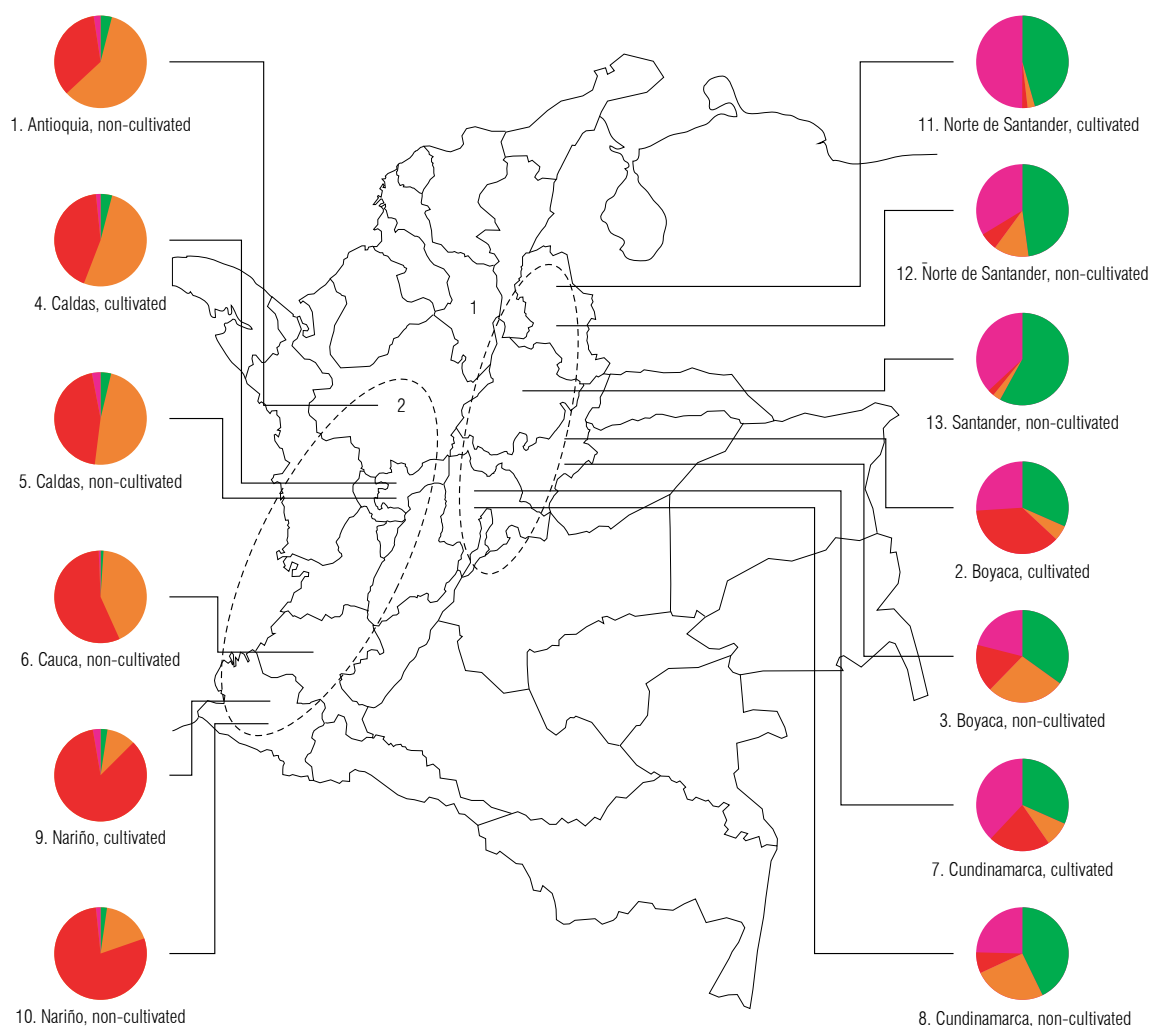 1. Antioquia, non-cultivated
4. Caldas, cultivated
5. Caldas, non-cultivated
6. Cauca, non-cultivated
9. Nariño, cultivated
10. Nariño, non-cultivated
1
2
11. Norte de Santander, cultivated
12. Norte de Santander, non-cultivated
13. Santander, non-cultivated
2. Boyaca, cultivated
3. Boyaca, non-cultivated
7. Cundinamarca, cultivated
8. Cundinamarca, non-cultivated